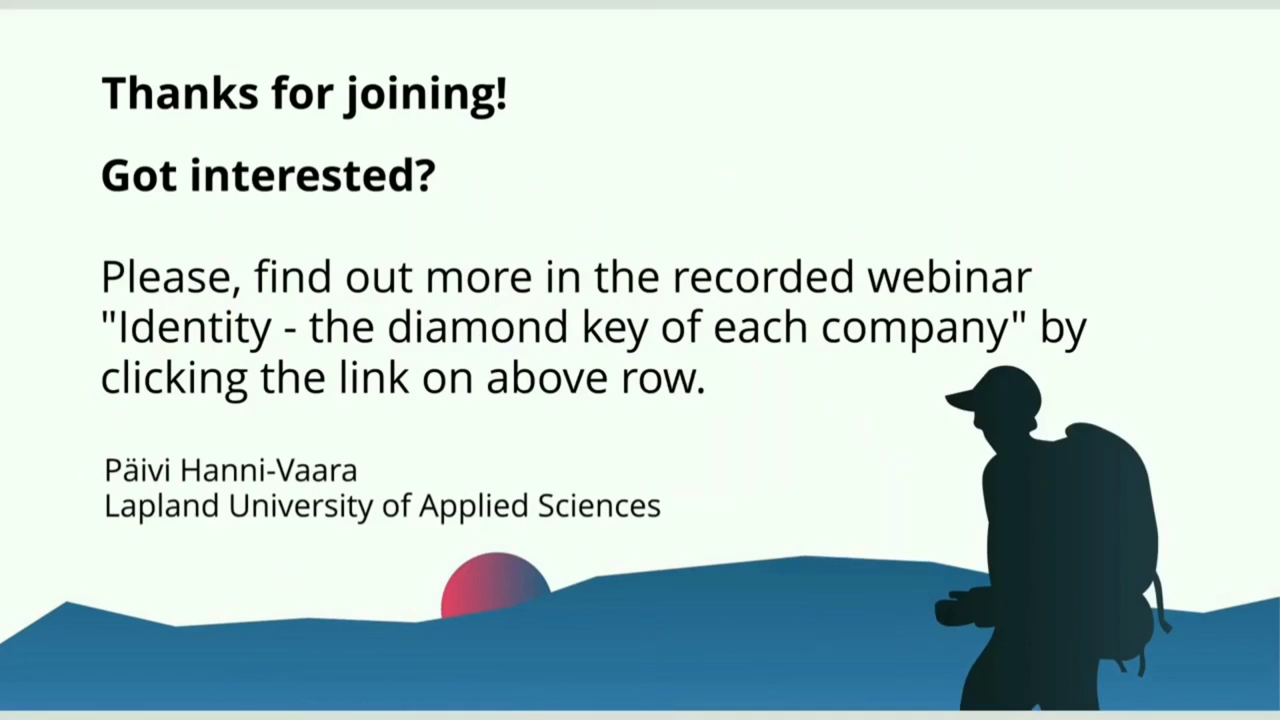 Thanks for joining!
Got interested?
Please, find out more in the recorded webinar
"Identity - the diamond key of each company" by
clicking the link on above row.
Päivi Hanni-Vaara
Lapland University of Applied Sciences